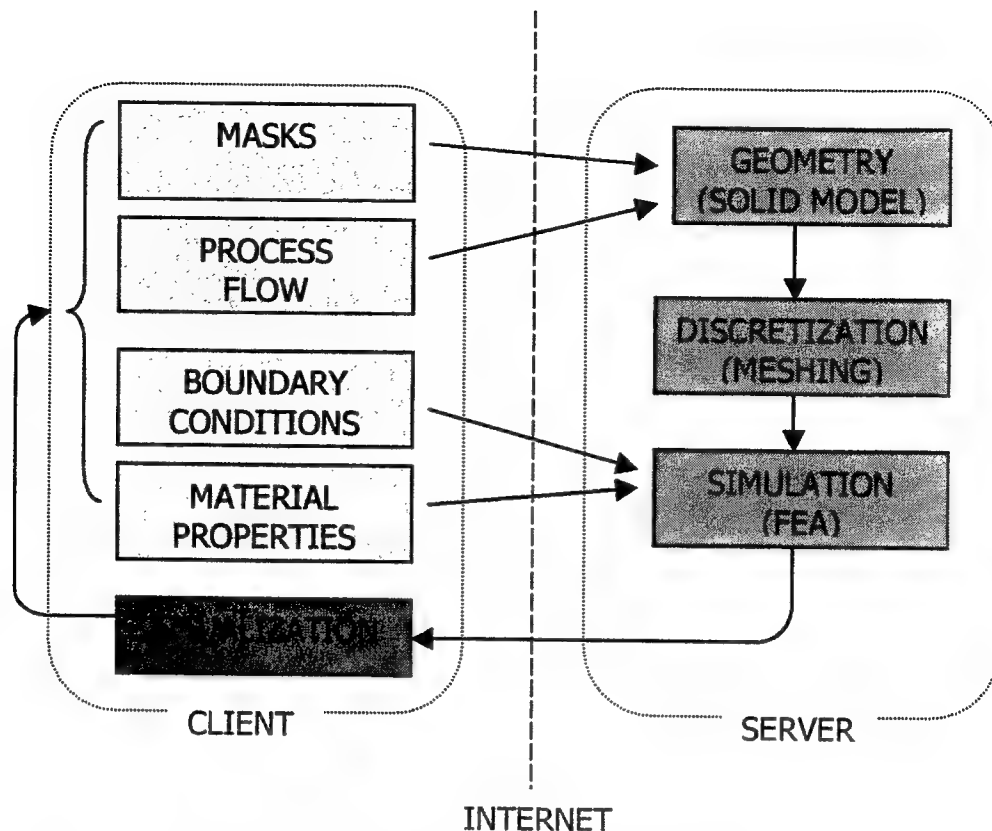 MASKS
PROCESS
FLOW
BOUNDARY
CONDITIONS
MATERIAL
PROPERTIES
CLIENT
GEOMETRY
(SOLID MODEL)
DISCRETIZATION
(MESHING)
SIMULATION
(FEA)
SERVER
INTERNET